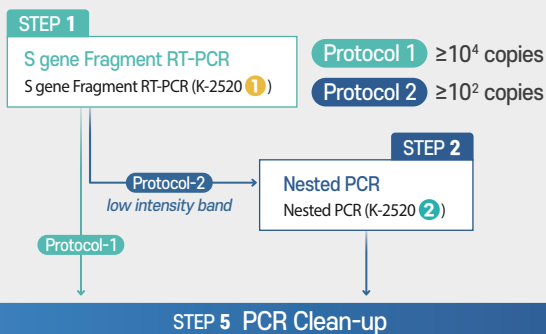 STEP 1
S gene Fragment RT-PCR
S gene Fragment RT-PCR (K-2520 1)
Protocol 1 ≥10⁴ copies
Protocol 2 ≥10² copies
STEP 2
Nested PCR
Nested PCR (K-2520 2)
Protocol-2
low intensity band
Protocol-1
STEP 5 PCR Clean-up